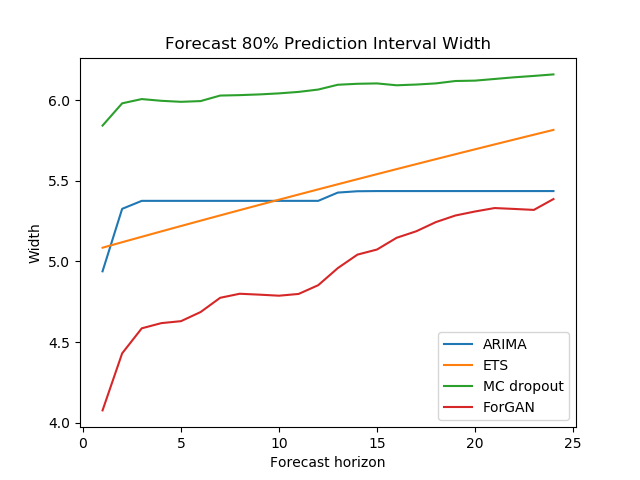 Forecast 80% Prediction Interval Width
Width
6.0
5.5
5.0
4.5
4.0
0 5 10 15 20 25
Forecast horizon
ARIMA
ETS
MC dropout
ForGAN